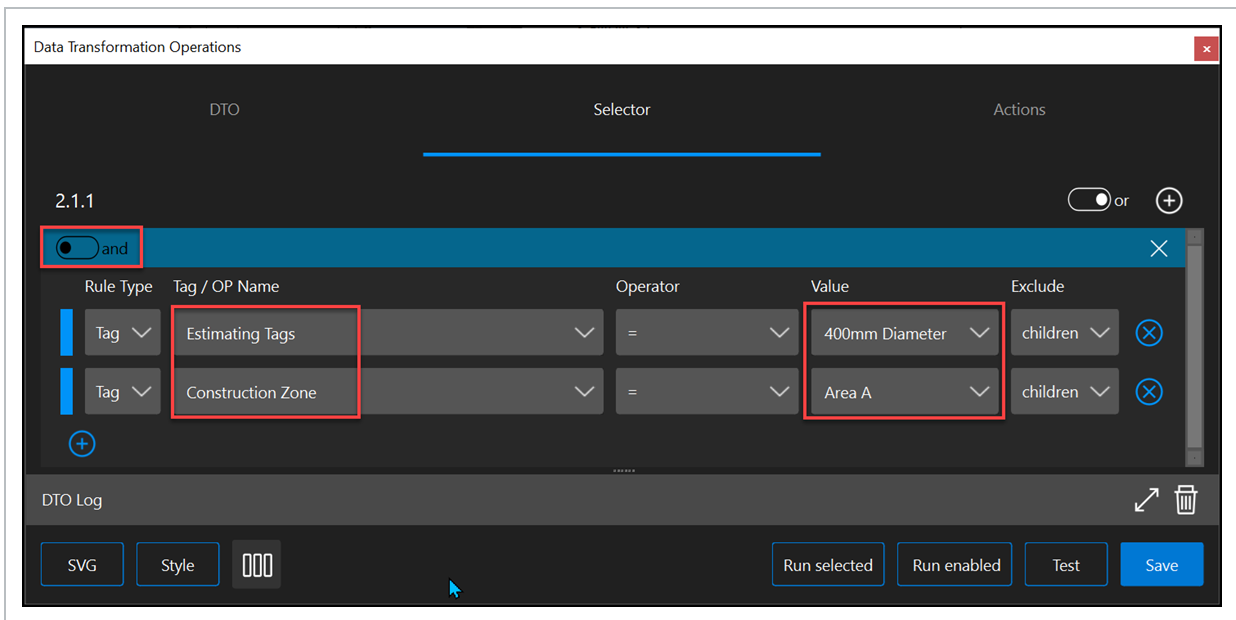 Data Transformation Operations
DTO Selector Actions
2.1.1 or
and
Rule Type Tag / OP Name Operator Value Exclude
Tag Estimating Tags = 400mm Diameter children
Tag Construction Zone = Area A children
DTO Log
SVG Style Run selected Run enabled Test Save